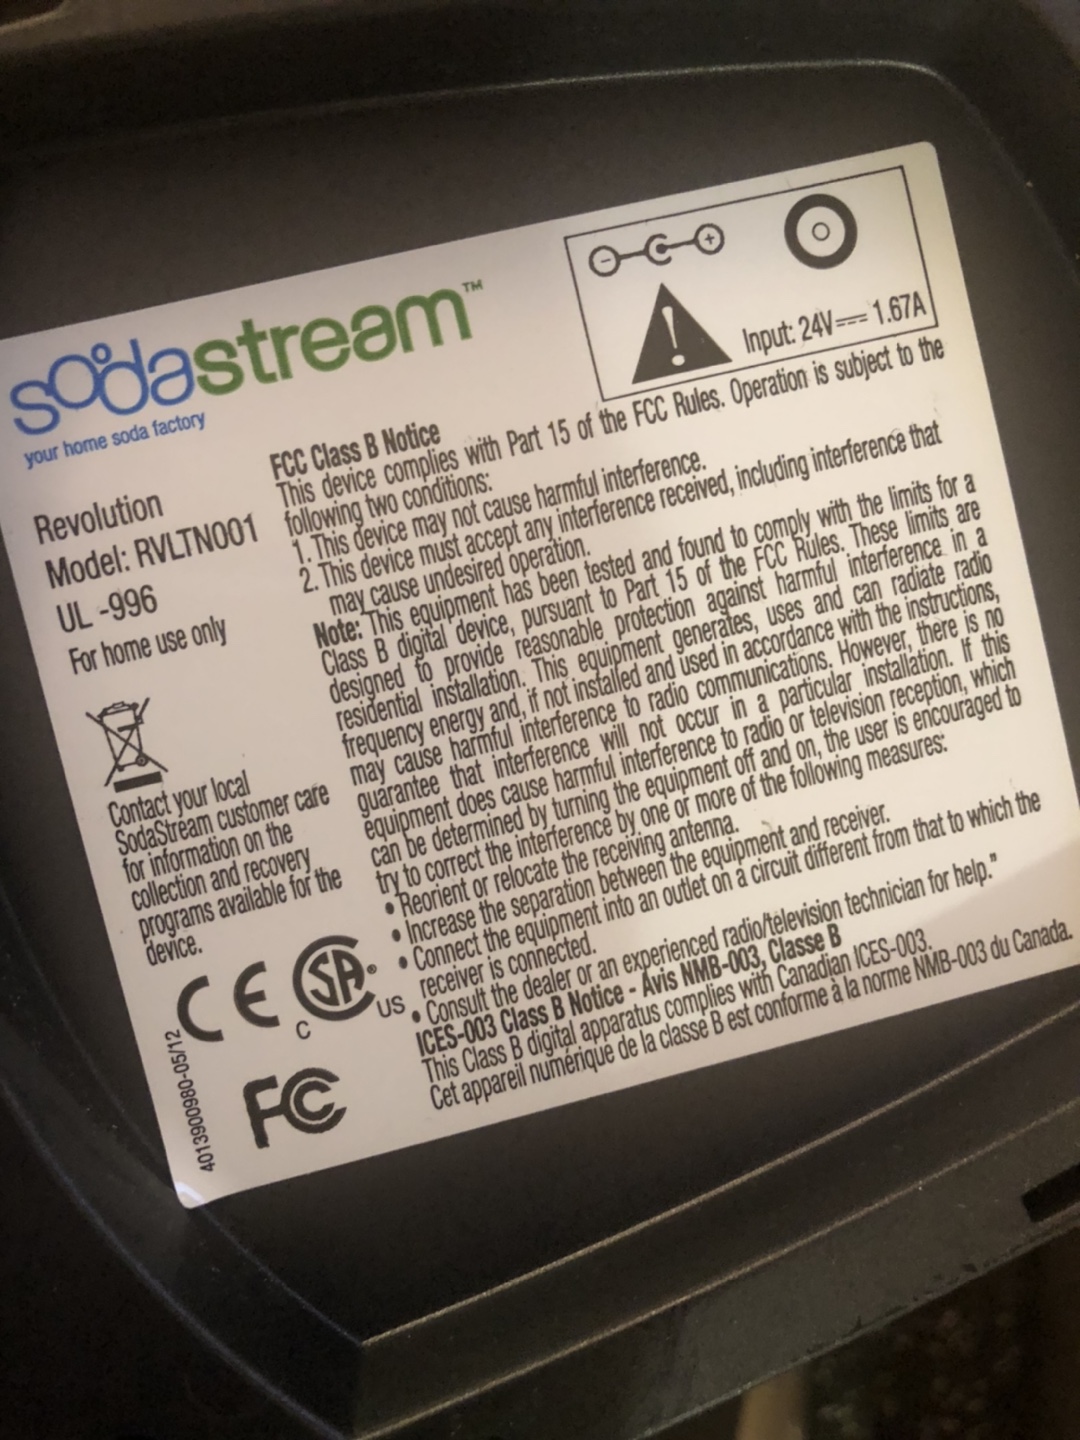 sodastream™
your home soda factory
Input: 24V⎓ 1.67A
Revolution
Model: RVLTN001
UL -996
For home use only
Contact your local
SodaStream customer care
for information on the
collection and recovery
programs available for the
device.
FCC Class B Notice
This device complies with Part 15 of the FCC Rules. Operation is subject to the
following two conditions:
1. This device may not cause harmful interference.
2. This device must accept any interference received, including interference that
may cause undesired operation.
Note: This equipment has been tested and found to comply with the limits for a
Class B digital device, pursuant to Part 15 of the FCC Rules. These limits are
designed to provide reasonable protection against harmful interference in a
residential installation. This equipment generates, uses and can radiate radio
frequency energy and, if not installed and used in accordance with the instructions,
may cause harmful interference to radio communications. However, there is no
guarantee that interference will not occur in a particular installation. If this
equipment does cause harmful interference to radio or television reception, which
can be determined by turning the equipment off and on, the user is encouraged to
try to correct the interference by one or more of the following measures:
• Reorient or relocate the receiving antenna.
• Increase the separation between the equipment and receiver.
• Connect the equipment into an outlet on a circuit different from that to which the
receiver is connected.
• Consult the dealer or an experienced radio/television technician for help."
ICES-003 Class B Notice - Avis NMB-003, Classe B
This Class B digital apparatus complies with Canadian ICES-003.
Cet appareil numérique de la classe B est conforme à la norme NMB-003 du Canada.
CE
C SA® US
FC
4013900980-05/12